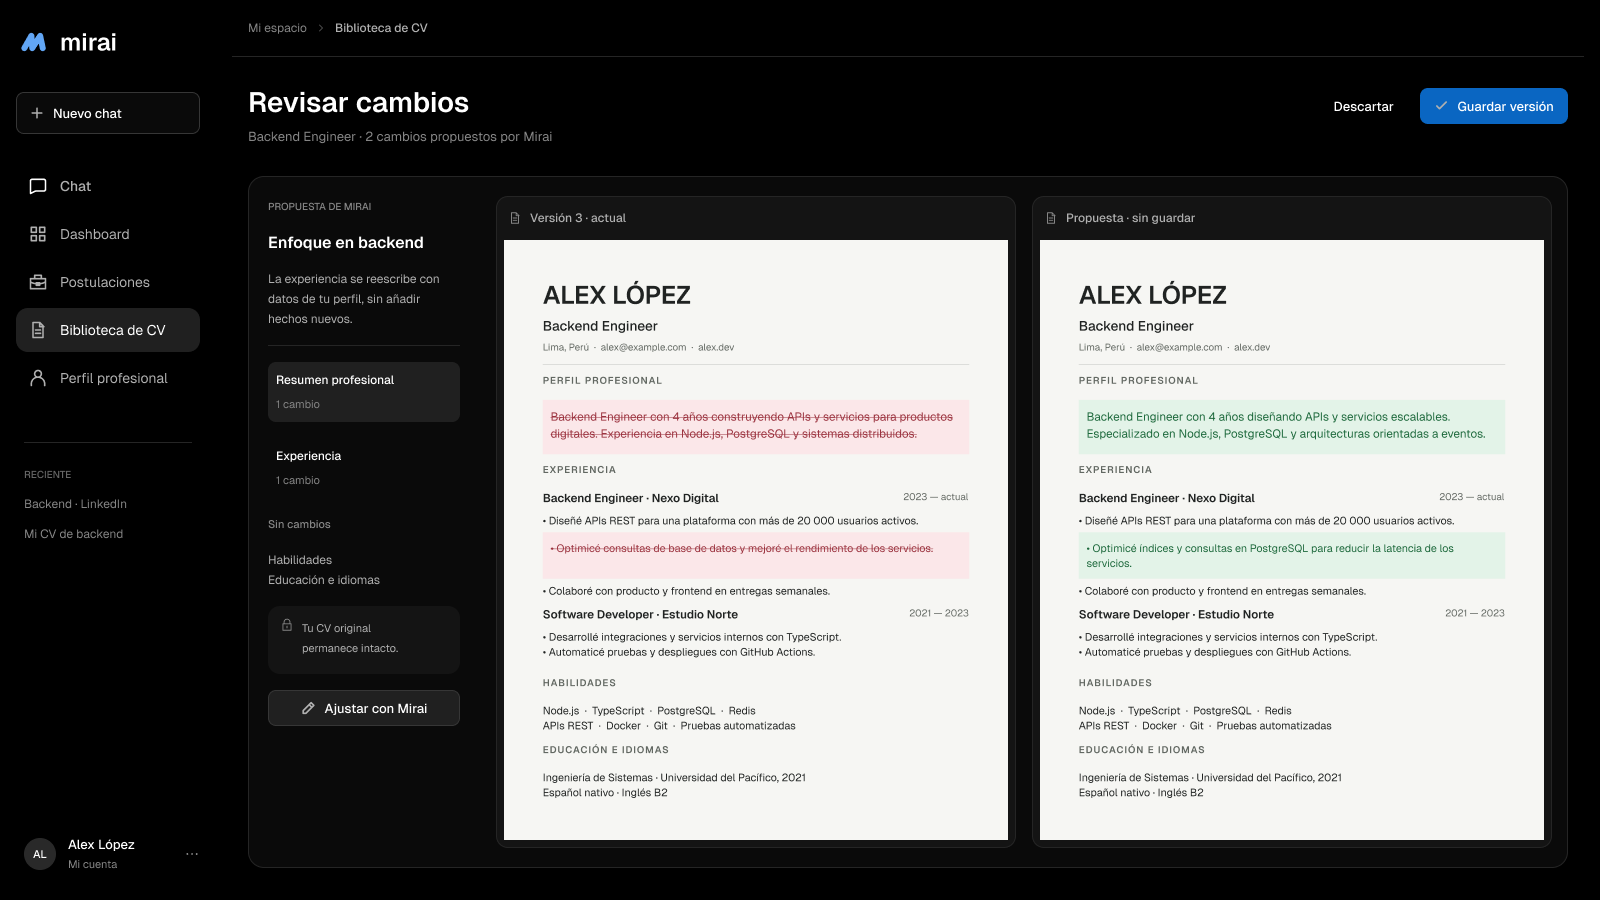 mirai
Nuevo chat
Chat
Dashboard
Postulaciones
Biblioteca de CV
Perfil profesional
RECIENTE
Backend · LinkedIn
Mi CV de backend
AL
Alex López
Mi cuenta
Mi espacio > Biblioteca de CV
Revisar cambios
Backend Engineer · 2 cambios propuestos por Mirai
Descartar
Guardar versión
PROPUESTA DE MIRAI
Enfoque en backend
La experiencia se reescribe con
datos de tu perfil, sin añadir
hechos nuevos.
Resumen profesional
1 cambio
Experiencia
1 cambio
Sin cambios
Habilidades
Educación e idiomas
Tu CV original
permanece intacto.
Ajustar con Mirai
Versión 3 · actual
ALEX LÓPEZ
Backend Engineer
Lima, Perú · alex@example.com · alex.dev
PERFIL PROFESIONAL
Backend Engineer con 4 años construyendo APIs y servicios para productos
digitales. Experiencia en Node.js, PostgreSQL y sistemas distribuidos.
EXPERIENCIA
Backend Engineer · Nexo Digital 2023 — actual
• Diseñé APIs REST para una plataforma con más de 20 000 usuarios activos.
• Optimicé consultas de base de datos y mejoré el rendimiento de los servicios.
• Colaboré con producto y frontend en entregas semanales.
Software Developer · Estudio Norte 2021 — 2023
• Desarrollé integraciones y servicios internos con TypeScript.
• Automaticé pruebas y despliegues con GitHub Actions.
HABILIDADES
Node.js · TypeScript · PostgreSQL · Redis
APIs REST · Docker · Git · Pruebas automatizadas
EDUCACIÓN E IDIOMAS
Ingeniería de Sistemas · Universidad del Pacífico, 2021
Español nativo · Inglés B2
Propuesta · sin guardar
ALEX LÓPEZ
Backend Engineer
Lima, Perú · alex@example.com · alex.dev
PERFIL PROFESIONAL
Backend Engineer con 4 años diseñando APIs y servicios escalables.
Especializado en Node.js, PostgreSQL y arquitecturas orientadas a eventos.
EXPERIENCIA
Backend Engineer · Nexo Digital 2023 — actual
• Diseñé APIs REST para una plataforma con más de 20 000 usuarios activos.
• Optimicé índices y consultas en PostgreSQL para reducir la latencia de los
servicios.
• Colaboré con producto y frontend en entregas semanales.
Software Developer · Estudio Norte 2021 — 2023
• Desarrollé integraciones y servicios internos con TypeScript.
• Automaticé pruebas y despliegues con GitHub Actions.
HABILIDADES
Node.js · TypeScript · PostgreSQL · Redis
APIs REST · Docker · Git · Pruebas automatizadas
EDUCACIÓN E IDIOMAS
Ingeniería de Sistemas · Universidad del Pacífico, 2021
Español nativo · Inglés B2